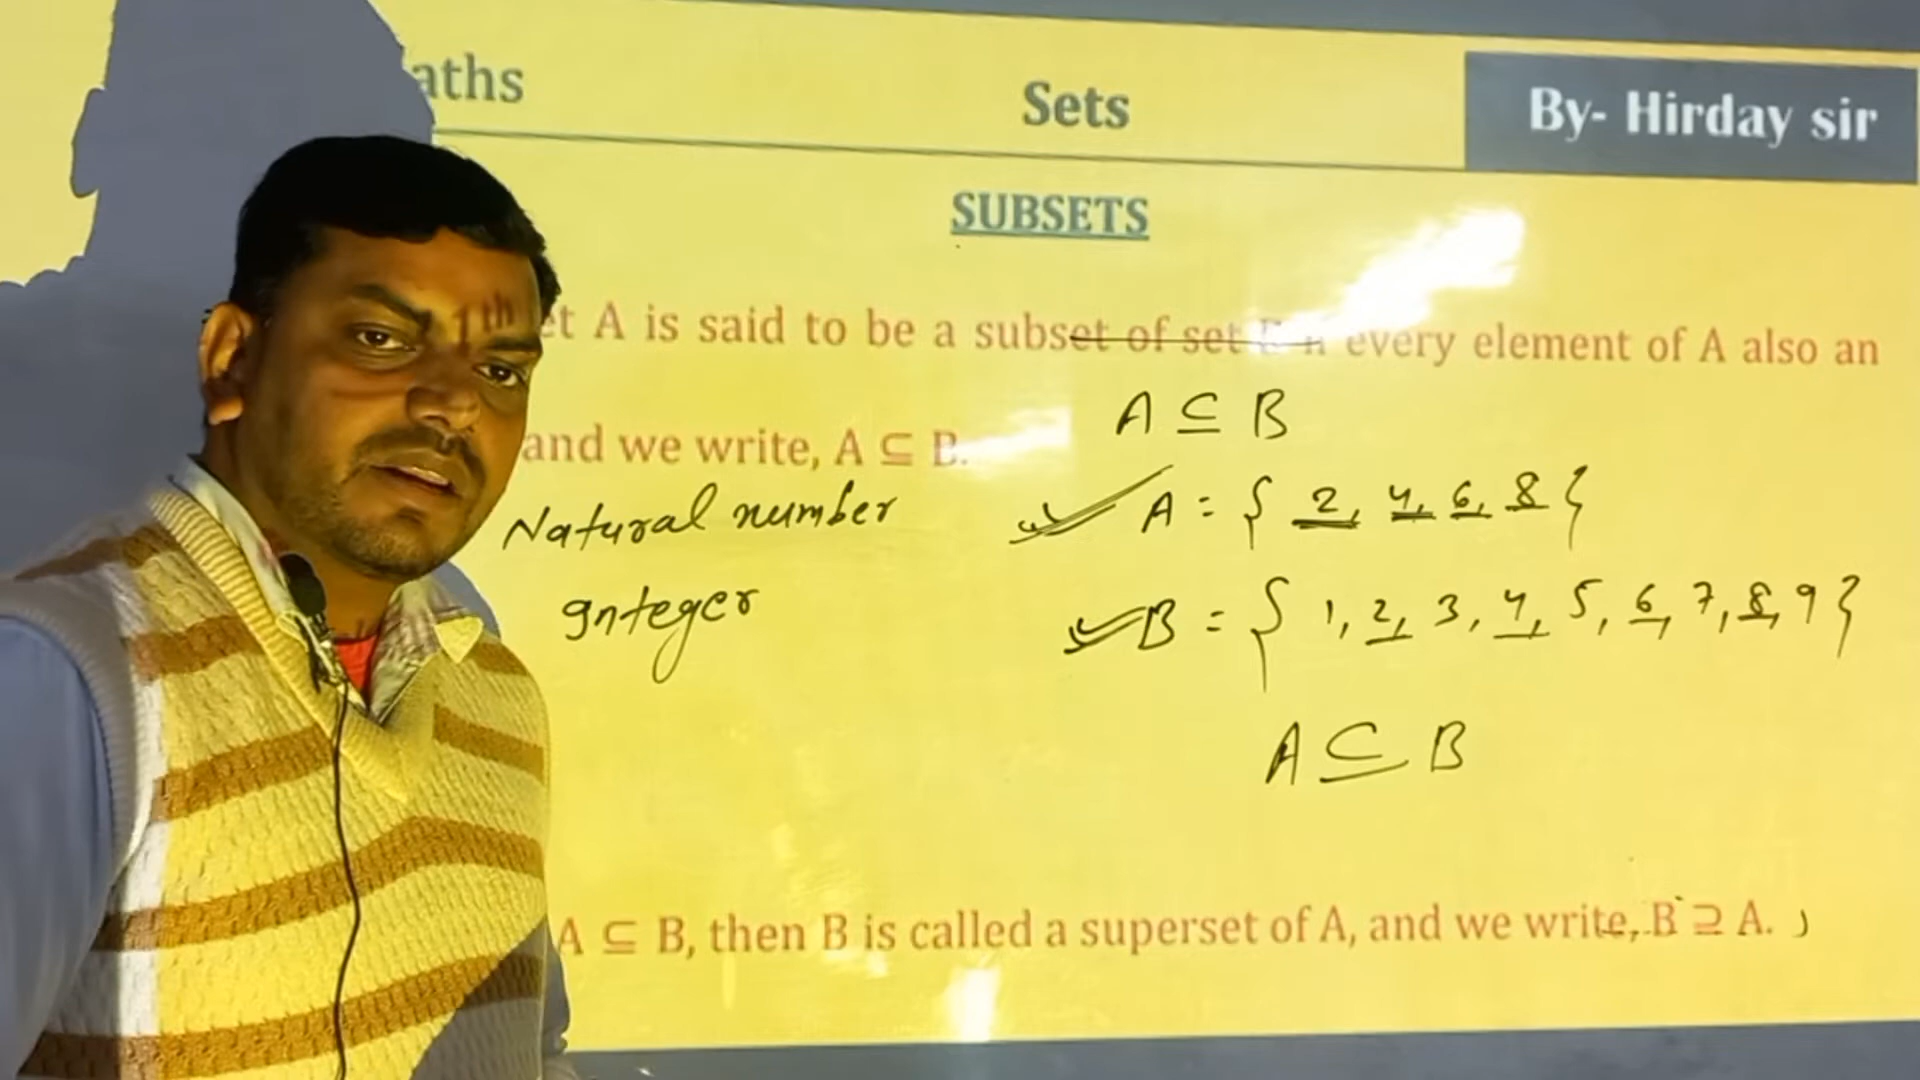 aths
Sets
By- Hirday sir
SUBSETS
et A is said to be a subset of set B if every element of A also an
and we write, A ⊆ B.
A ⊆ B
Natural number
A = { 2, 4, 6, 8 }
Integer
B = { 1, 2, 3, 4, 5, 6, 7, 8, 9 }
A ⊆ B
A ⊆ B, then B is called a superset of A, and we write, B ⊇ A.